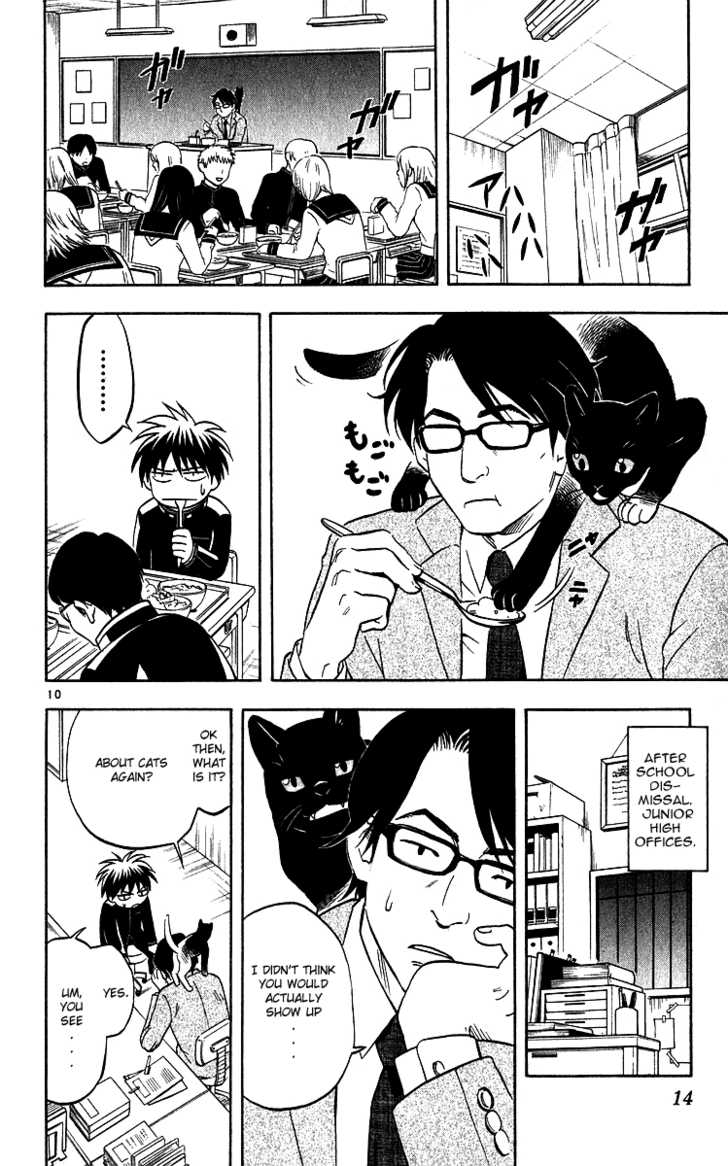 アハハハ
ガヤ
ガヤ
ガヤ
ガヤ
もご
もご
ニャ
ニャ
........
10
AFTER
SCHOOL
DIS-
MISSAL.
JUNIOR
HIGH
OFFICES.
I DIDN'T THINK
YOU WOULD
ACTUALLY
SHOW UP
...
OK
THEN,
WHAT
IS IT?
ABOUT CATS
AGAIN?
YES.
UM,
YOU
SEE
....
14